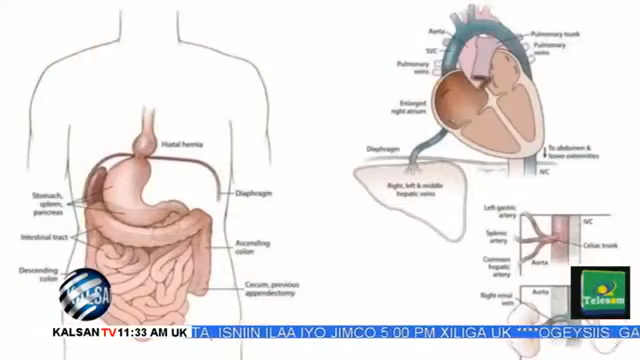 Aorta
SVC
Pulmonary veins
Enlarged right atrium
Pulmonary trunk
Pulmonary veins
Diaphragm
To abdomen & lower extremities
IVC
Right, left & middle hepatic veins
Hiatal hernia
Stomach, spleen, pancreas
Diaphragm
Intestinal tract
Ascending colon
Descending colon
Cecum, previous appendectomy
Left gastric artery
IVC
Splenic artery
Celiac trunk
Common hepatic artery
Aorta
Right renal vein
Aorta
KALSA
Telesom
KALSAN TV 11:33 AM UK
TA, ISNIIN ILAA IYO JIMCO 5:00 PM XILIGA UK ****OGEYSIIS GA